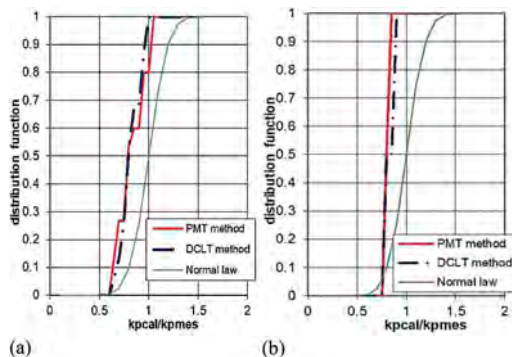 1
0.9
0.8
0.7
0.6
0.5
0.4
0.3
0.2
0.1
0
distribution function
PMT method
DCLT method
Normal law
0 0.5 1 1.5 2
kpcal/kpmes
(a)
1
0.9
0.8
0.7
0.6
0.5
0.4
0.3
0.2
0.1
0
distribution function
PMT method
DCLT method
Normal law
0 0.5 1 1.5 2
kpcal/kpmes
(b)